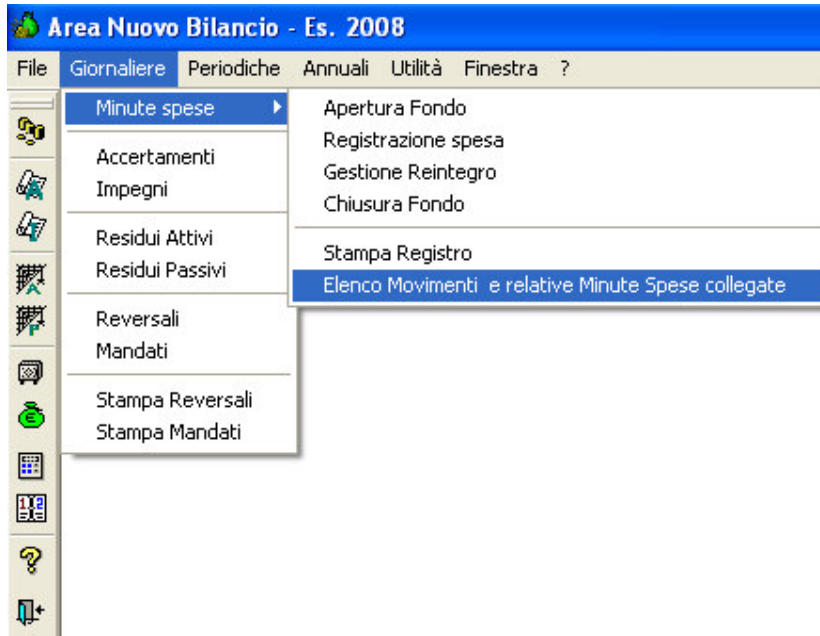 Area Nuovo Bilancio - Es. 2008
File Giornaliere Periodiche Annuali Utilità Finestra ?
Minute spese
Accertamenti
Impegni
Residui Attivi
Residui Passivi
Reversali
Mandati
Stampa Reversali
Stampa Mandati
Apertura Fondo
Registrazione spesa
Gestione Reintegro
Chiusura Fondo
Stampa Registro
Elenco Movimenti e relative Minute Spese collegate